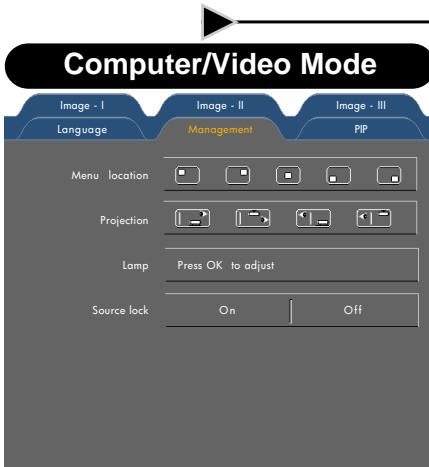 Computer/Video Mode
Image - I Image - II Image - III
Language Management PIP
Menu location
Projection
Lamp Press OK to adjust
Source lock On Off